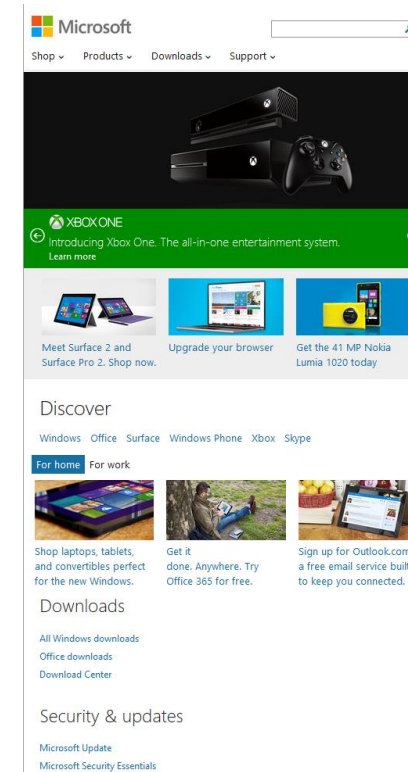 Microsoft
Shop Products Downloads Support
XBOX ONE
Introducing Xbox One. The all-in-one entertainment system.
Learn more
Meet Surface 2 and
Surface Pro 2. Shop now.
Upgrade your browser
Get the 41 MP Nokia
Lumia 1020 today
Discover
Windows Office Surface Windows Phone Xbox Skype
For home For work
Shop laptops, tablets,
and convertibles perfect
for the new Windows.
Get it
done. Anywhere. Try
Office 365 for free.
Sign up for Outlook.com
a free email service built
to keep you connected.
Downloads
All Windows downloads
Office downloads
Download Center
Security & updates
Microsoft Update
Microsoft Security Essentials